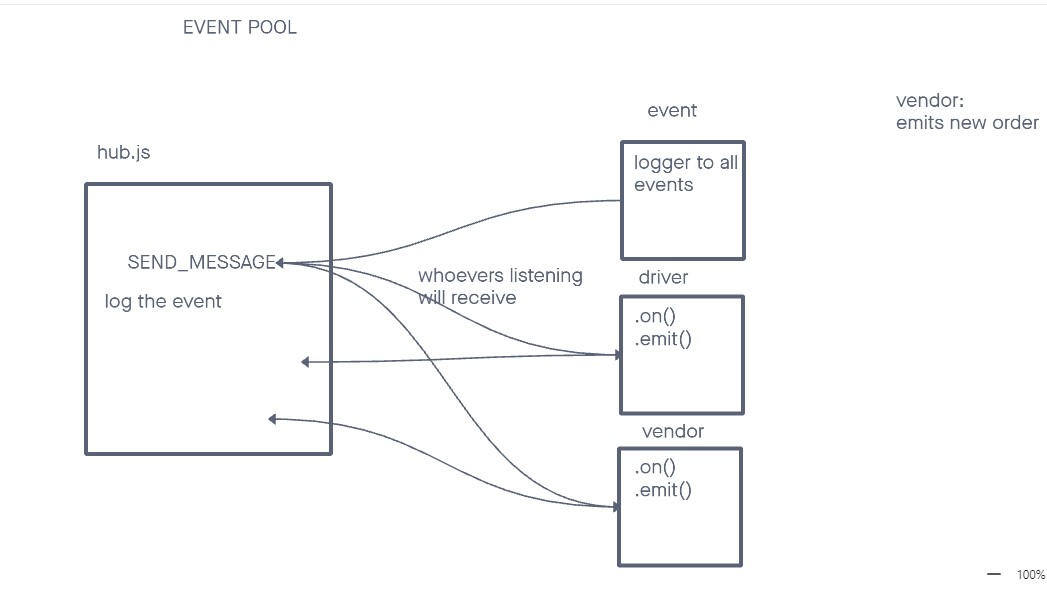 EVENT POOL
vendor:
emits new order
event
hub.js
logger to all
events
SEND_MESSAGE
log the event
whoevers listening
will receive
driver
.on()
.emit()
vendor
.on()
.emit()
100%